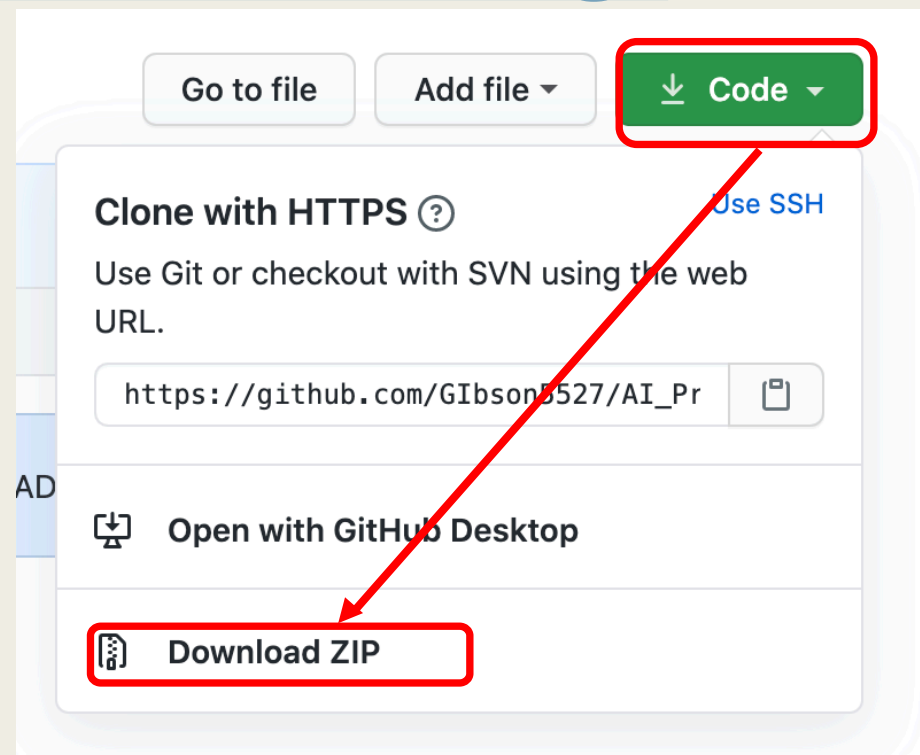 Go to file
Add file
Code
Clone with HTTPS
Use SSH
Use Git or checkout with SVN using the web
URL.
https://github.com/GIbson5527/AI_Pr
AD
Open with GitHub Desktop
Download ZIP